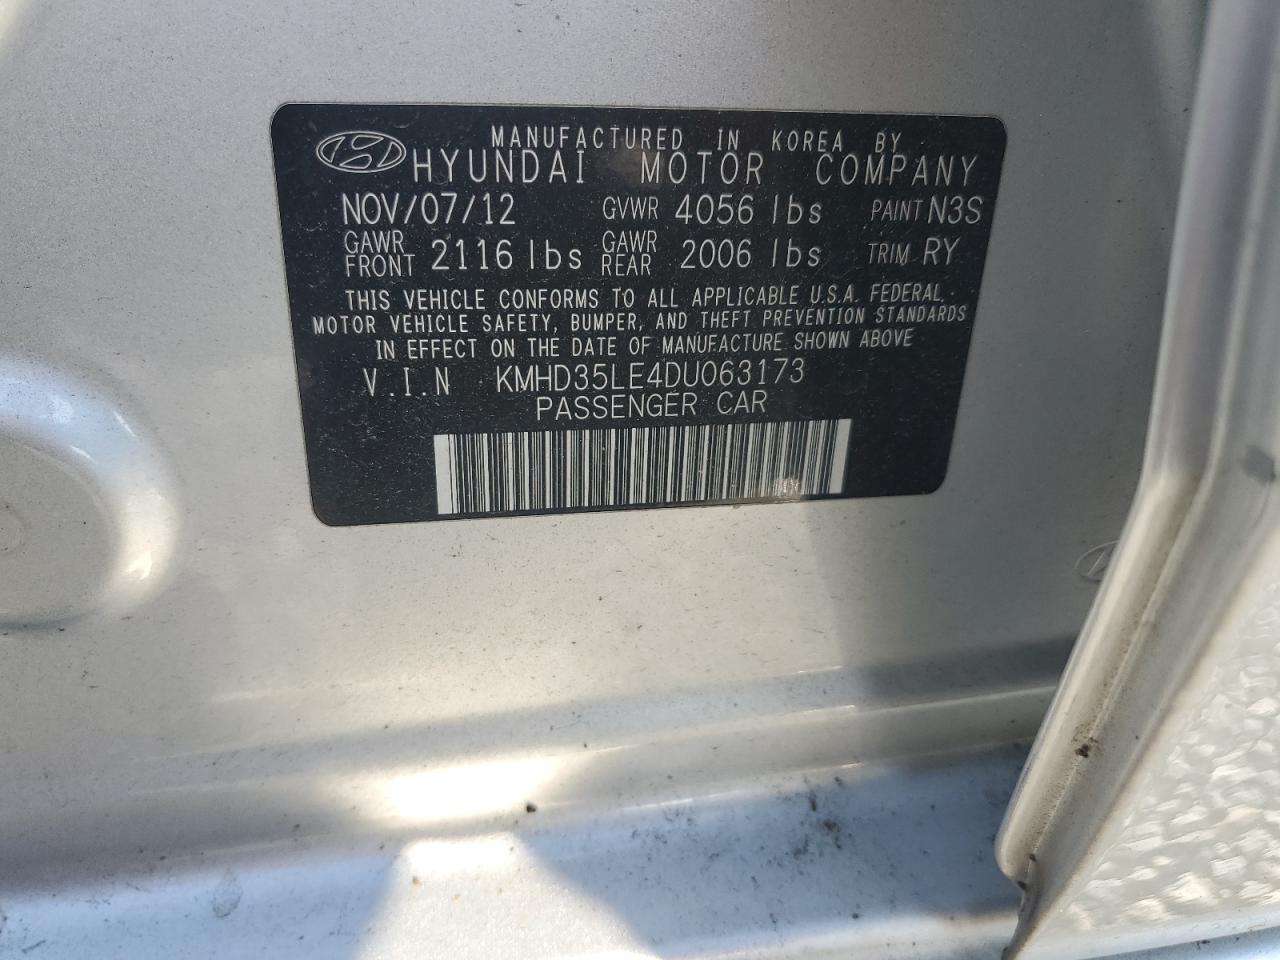 MANUFACTURED IN KOREA BY
HYUNDAI MOTOR COMPANY
NOV/07/12 GVWR 4056 lbs PAINT N3S
GAWR FRONT 2116 lbs GAWR REAR 2006 lbs TRIM RY
THIS VEHICLE CONFORMS TO ALL APPLICABLE U.S.A. FEDERAL
MOTOR VEHICLE SAFETY, BUMPER, AND THEFT PREVENTION STANDARDS
IN EFFECT ON THE DATE OF MANUFACTURE SHOWN ABOVE
V.I.N KMHD35LE4DU063173
PASSENGER CAR